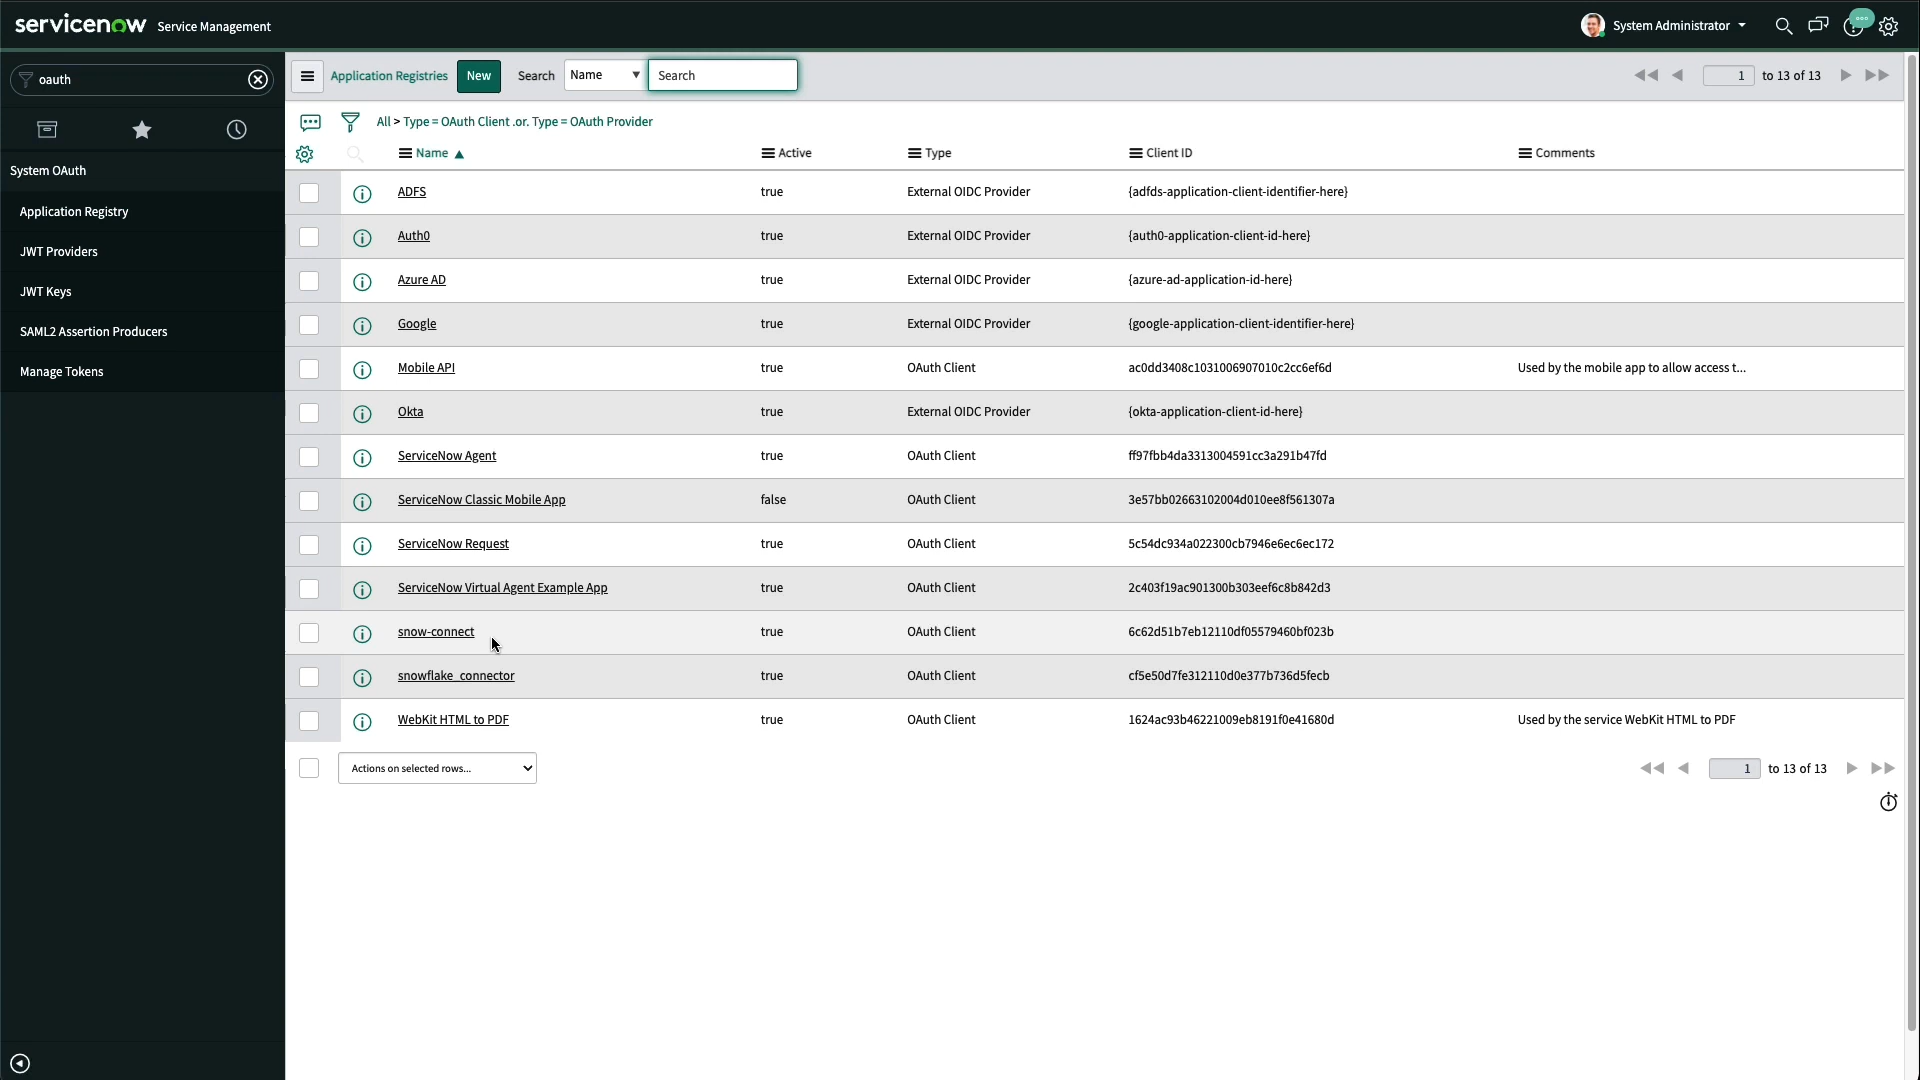 servicenow Service Management
System Administrator
oauth
System OAuth
Application Registry
JWT Providers
JWT Keys
SAML2 Assertion Producers
Manage Tokens
Application Registries New Search Name Search 1 to 13 of 13
All > Type = OAuth Client .or. Type = OAuth Provider
Name Active Type Client ID Comments
ADFS true External OIDC Provider {adfds-application-client-identifier-here}
Auth0 true External OIDC Provider {auth0-application-client-id-here}
Azure AD true External OIDC Provider {azure-ad-application-id-here}
Google true External OIDC Provider {google-application-client-identifier-here}
Mobile API true OAuth Client ac0dd3408c1031006907010c2cc6ef6d Used by the mobile app to allow access t...
Okta true External OIDC Provider {okta-application-client-id-here}
ServiceNow Agent true OAuth Client ff97fbb4da3313004591cc3a291b47fd
ServiceNow Classic Mobile App false OAuth Client 3e57bb02663102004d010ee8f561307a
ServiceNow Request true OAuth Client 5c54dc934a022300cb7946e6ec6ec172
ServiceNow Virtual Agent Example App true OAuth Client 2c403f19ac901300b303eef6c8b842d3
snow-connect true OAuth Client 6c62d51b7eb12110df05579460bf023b
snowflake_connector true OAuth Client cf5e50d7fe312110d0e377b736d5fecb
WebKit HTML to PDF true OAuth Client 1624ac93b46221009eb8191f0e41680d Used by the service WebKit HTML to PDF
Actions on selected rows... 1 to 13 of 13